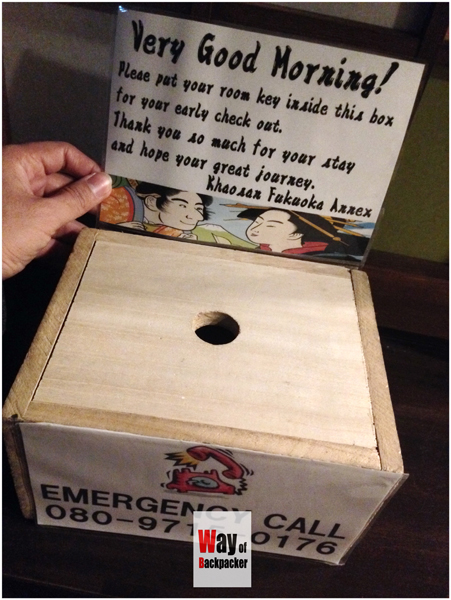 Very Good Morning!
Pleae put your room key inside this box
for your early check out.
Thank you so much for your stay
and hope your great journey.
Khaosan Fukuoka Annex
EMERGENCY CALL
Way of
Backpacker